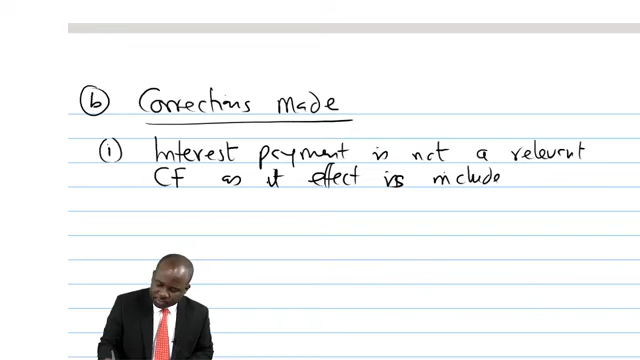 (b) Corrections made
(i) Interest payment is not a relevant
CF as it effect is include